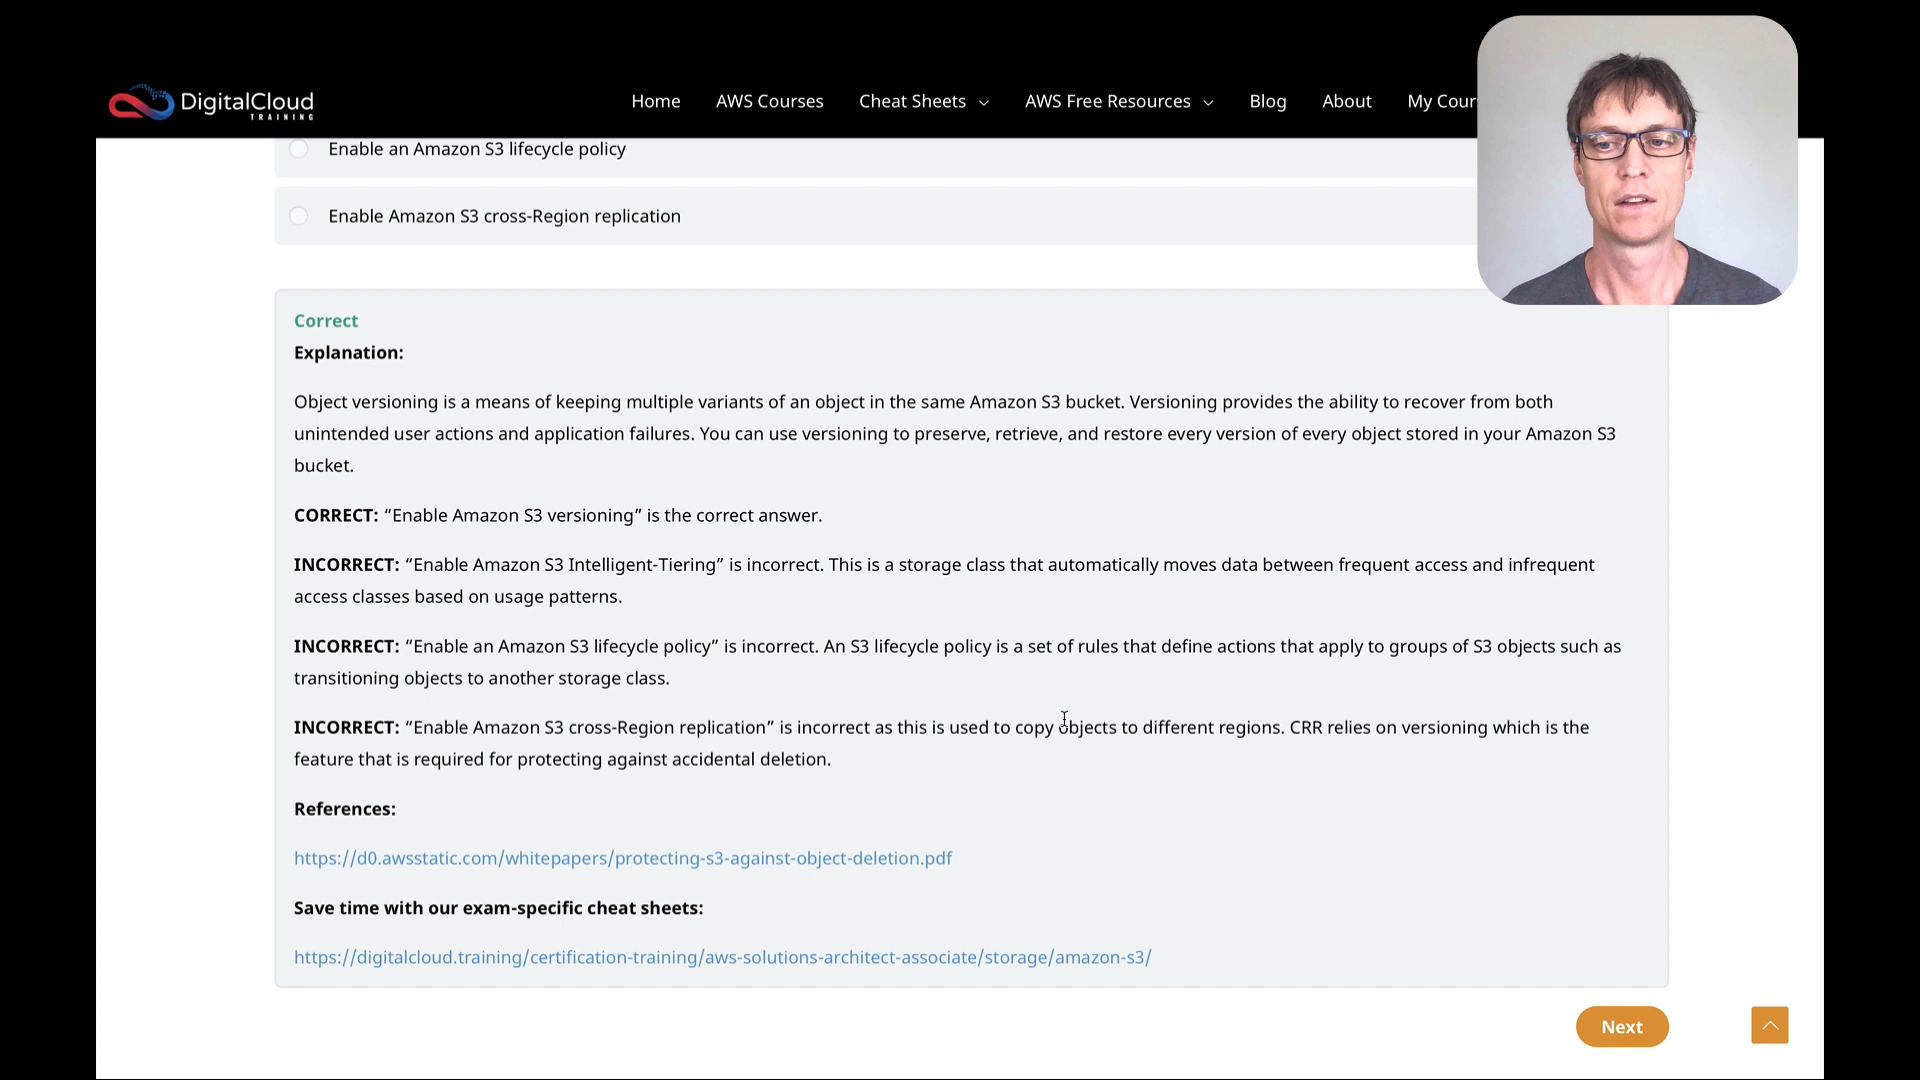 DigitalCloud
TRAINING
Home AWS Courses Cheat Sheets AWS Free Resources Blog About My Cour
Enable an Amazon S3 lifecycle policy
Enable Amazon S3 cross-Region replication
Correct
Explanation:
Object versioning is a means of keeping multiple variants of an object in the same Amazon S3 bucket. Versioning provides the ability to recover from both
unintended user actions and application failures. You can use versioning to preserve, retrieve, and restore every version of every object stored in your Amazon S3
bucket.
CORRECT: “Enable Amazon S3 versioning” is the correct answer.
INCORRECT: “Enable Amazon S3 Intelligent-Tiering” is incorrect. This is a storage class that automatically moves data between frequent access and infrequent
access classes based on usage patterns.
INCORRECT: “Enable an Amazon S3 lifecycle policy” is incorrect. An S3 lifecycle policy is a set of rules that define actions that apply to groups of S3 objects such as
transitioning objects to another storage class.
INCORRECT: “Enable Amazon S3 cross-Region replication” is incorrect as this is used to copy objects to different regions. CRR relies on versioning which is the
feature that is required for protecting against accidental deletion.
References:
https://d0.awsstatic.com/whitepapers/protecting-s3-against-object-deletion.pdf
Save time with our exam-specific cheat sheets:
https://digitalcloud.training/certification-training/aws-solutions-architect-associate/storage/amazon-s3/
Next